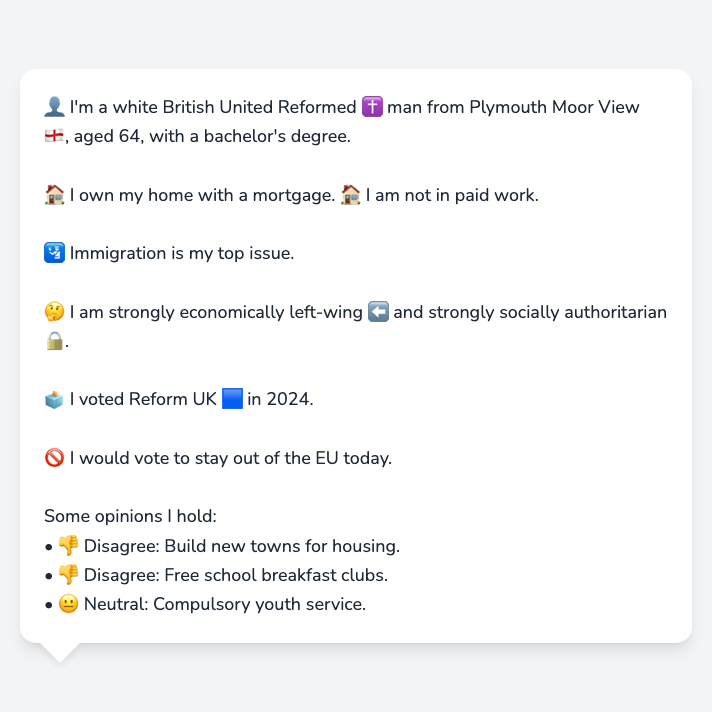 👤 I'm a white British United Reformed ✝️ man from Plymouth Moor View
🏴󠁧󠁢󠁥󠁮󠁧󠁿, aged 64, with a bachelor's degree.
🏠 I own my home with a mortgage. 🏠 I am not in paid work.
🛂 Immigration is my top issue.
🤔 I am strongly economically left-wing ⬅️ and strongly socially authoritarian
🔒.
🗳️ I voted Reform UK 🟦 in 2024.
🚫 I would vote to stay out of the EU today.
Some opinions I hold:
• 👎 Disagree: Build new towns for housing.
• 👎 Disagree: Free school breakfast clubs.
• 😐 Neutral: Compulsory youth service.